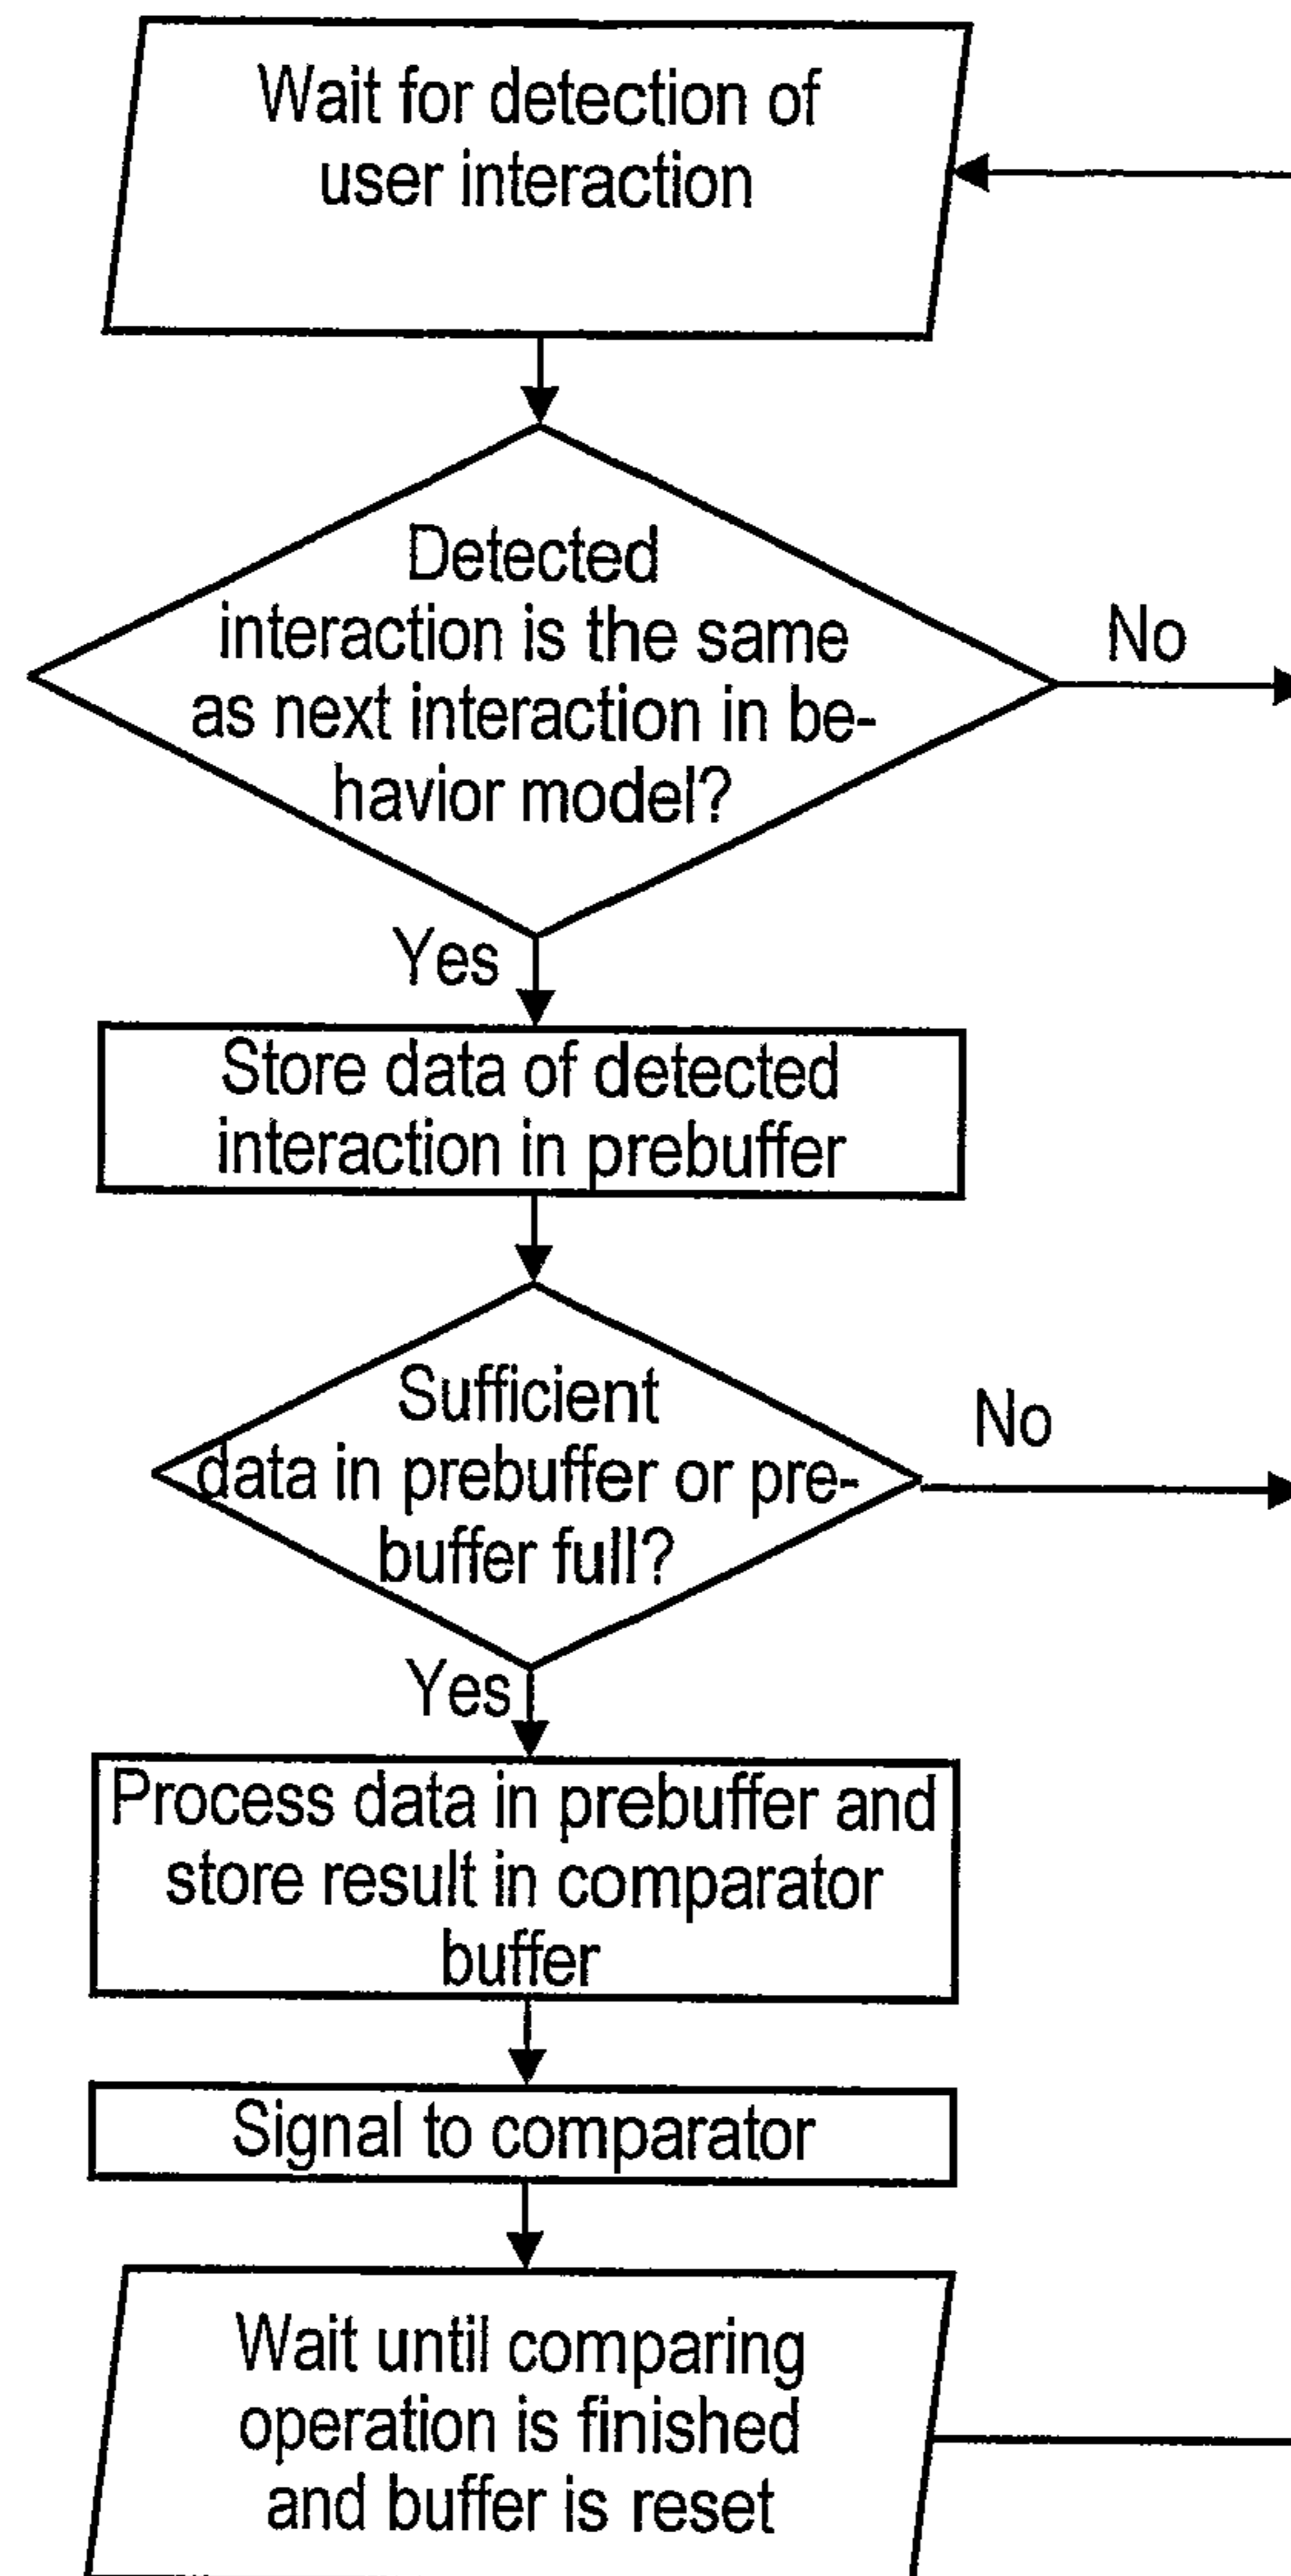 Wait for detection of
user interaction
Detected
interaction is the same
as next interaction in be-
havior model?
No
Yes
Store data of detected
interaction in prebuffer
Sufficient
data in prebuffer or pre-
buffer full?
No
Yes
Process data in prebuffer and
store result in comparator
buffer
Signal to comparator
Wait until comparing
operation is finished
and buffer is reset